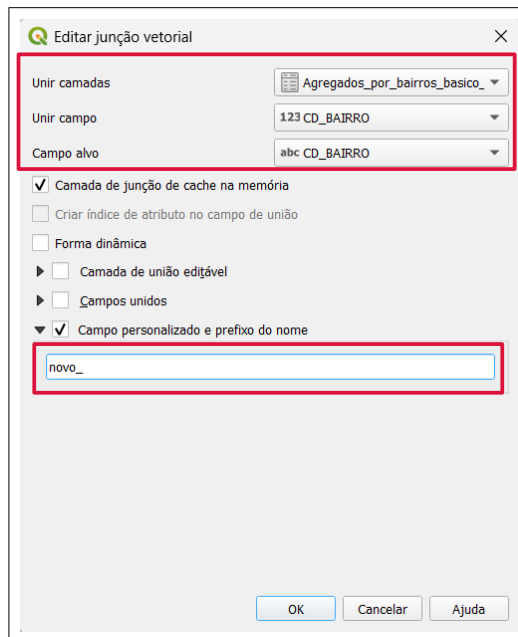 Editar junção vetorial
Unir camadas Agregados_por_bairros_basico_
Unir campo 123 CD_BAIRRO
Campo alvo abc CD_BAIRRO
Camada de junção de cache na memória
Criar índice de atributo no campo de união
Forma dinâmica
Camada de união editável
Campos unidos
Campo personalizado e prefixo do nome
novo_
OK Cancelar Ajuda